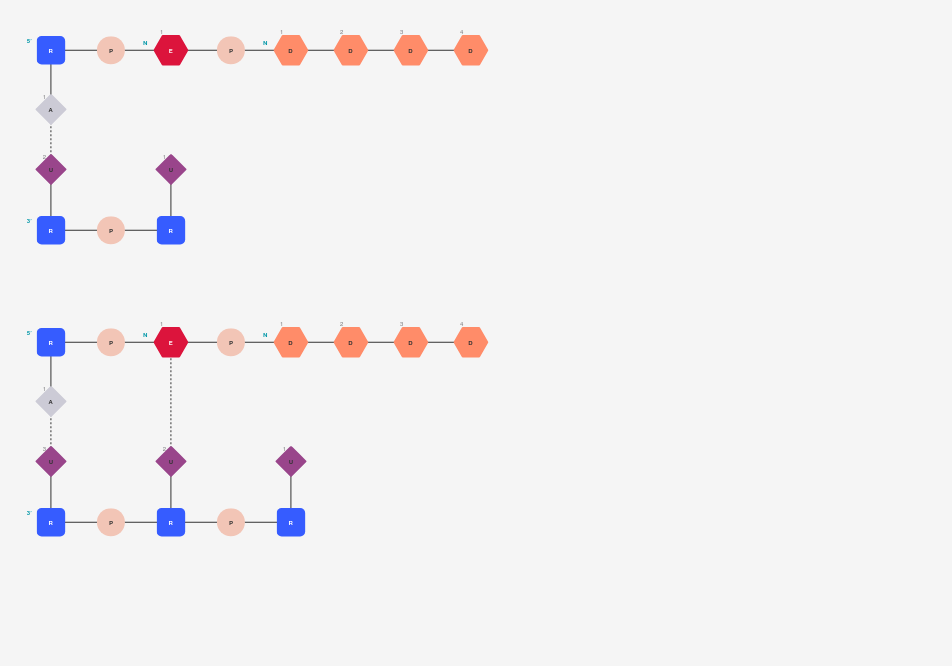 1 1 2 3 4
5' R P N E P N D D D D
1
A
2 1
U U
3' R P R
1 1 2 3 4
5' R P N E P N D D D D
1
A
3 2 1
U U U
3' R P R P R